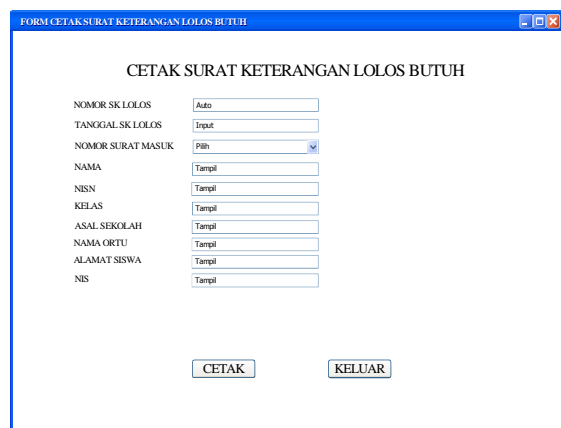 FORM CETAK SURAT KETERANGAN LOLOS BUTUH
CETAK SURAT KETERANGAN LOLOS BUTUH
NOMOR SK LOLOS Auto
TANGGAL SK LOLOS Input
NOMOR SURAT MASUK Pilih
NAMA Tampil
NISN Tampil
KELAS Tampil
ASAL SEKOLAH Tampil
NAMA ORTU Tampil
ALAMAT SISWA Tampil
NIS Tampil
CETAK KELUAR